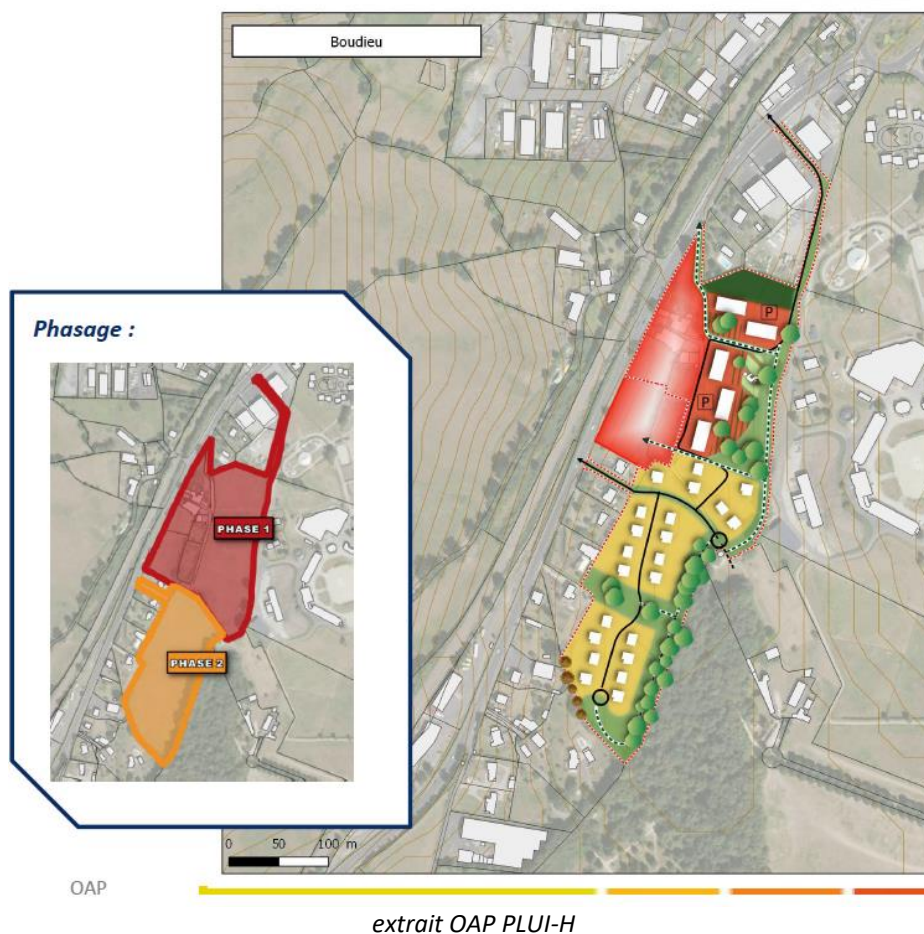 Boudieu
Phasage :
PHASE 1
PHASE 2
P
P
0 50 100 m
OAP
extrait OAP PLUI-H